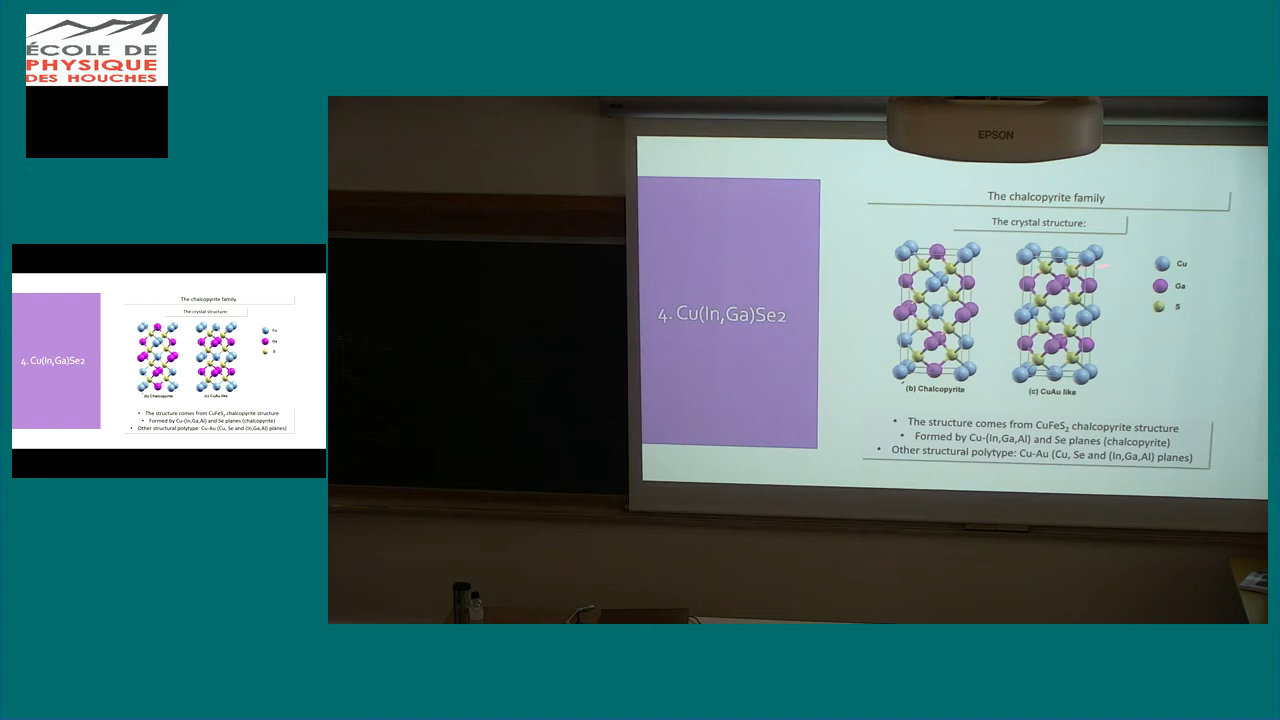 ÉCOLE DE
PHYSIQUE
DES HOUCHES
4. Cu(In,Ga)Se2
The chalcopyrite family
The crystal structure:
Cu
Ga
S
(b) Chalcopyrite
(c) CuAu like
• The structure comes from CuFeS2 chalcopyrite structure
• Formed by Cu-(In,Ga,Al) and Se planes (chalcopyrite)
• Other structural polytype: Cu-Au (Cu, Se and (In,Ga,Al) planes)
EPSON
The chalcopyrite family
The crystal structure:
4. Cu(In,Ga)Se2
Cu
Ga
S
(b) Chalcopyrite
(c) CuAu like
• The structure comes from CuFeS2 chalcopyrite structure
• Formed by Cu-(In,Ga,Al) and Se planes (chalcopyrite)
• Other structural polytype: Cu-Au (Cu, Se and (In,Ga,Al) planes)